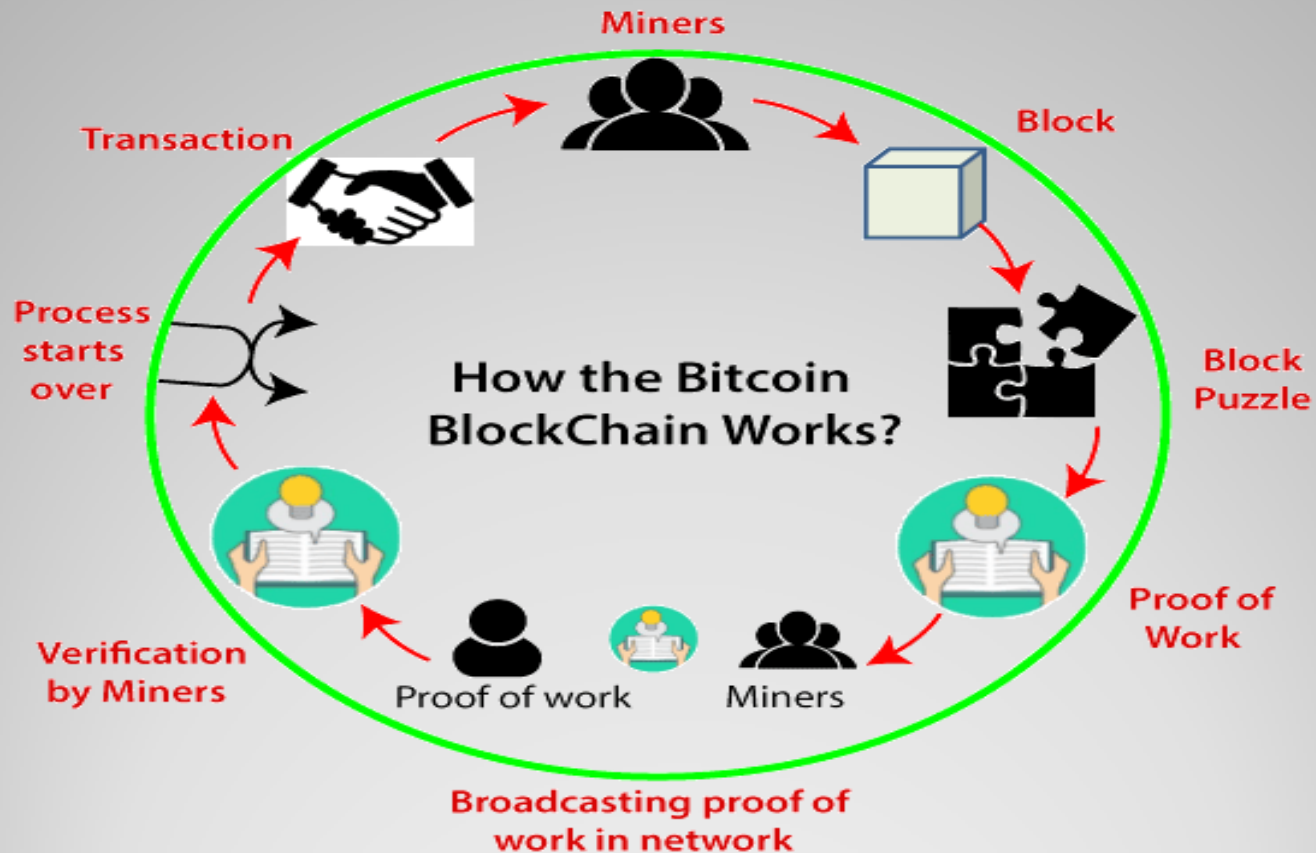 Miners
Transaction
Block
Process
starts
over
How the Bitcoin
BlockChain Works?
Block
Puzzle
Proof of
Work
Verification
by Miners
Proof of work
Miners
Broadcasting proof of
work in network